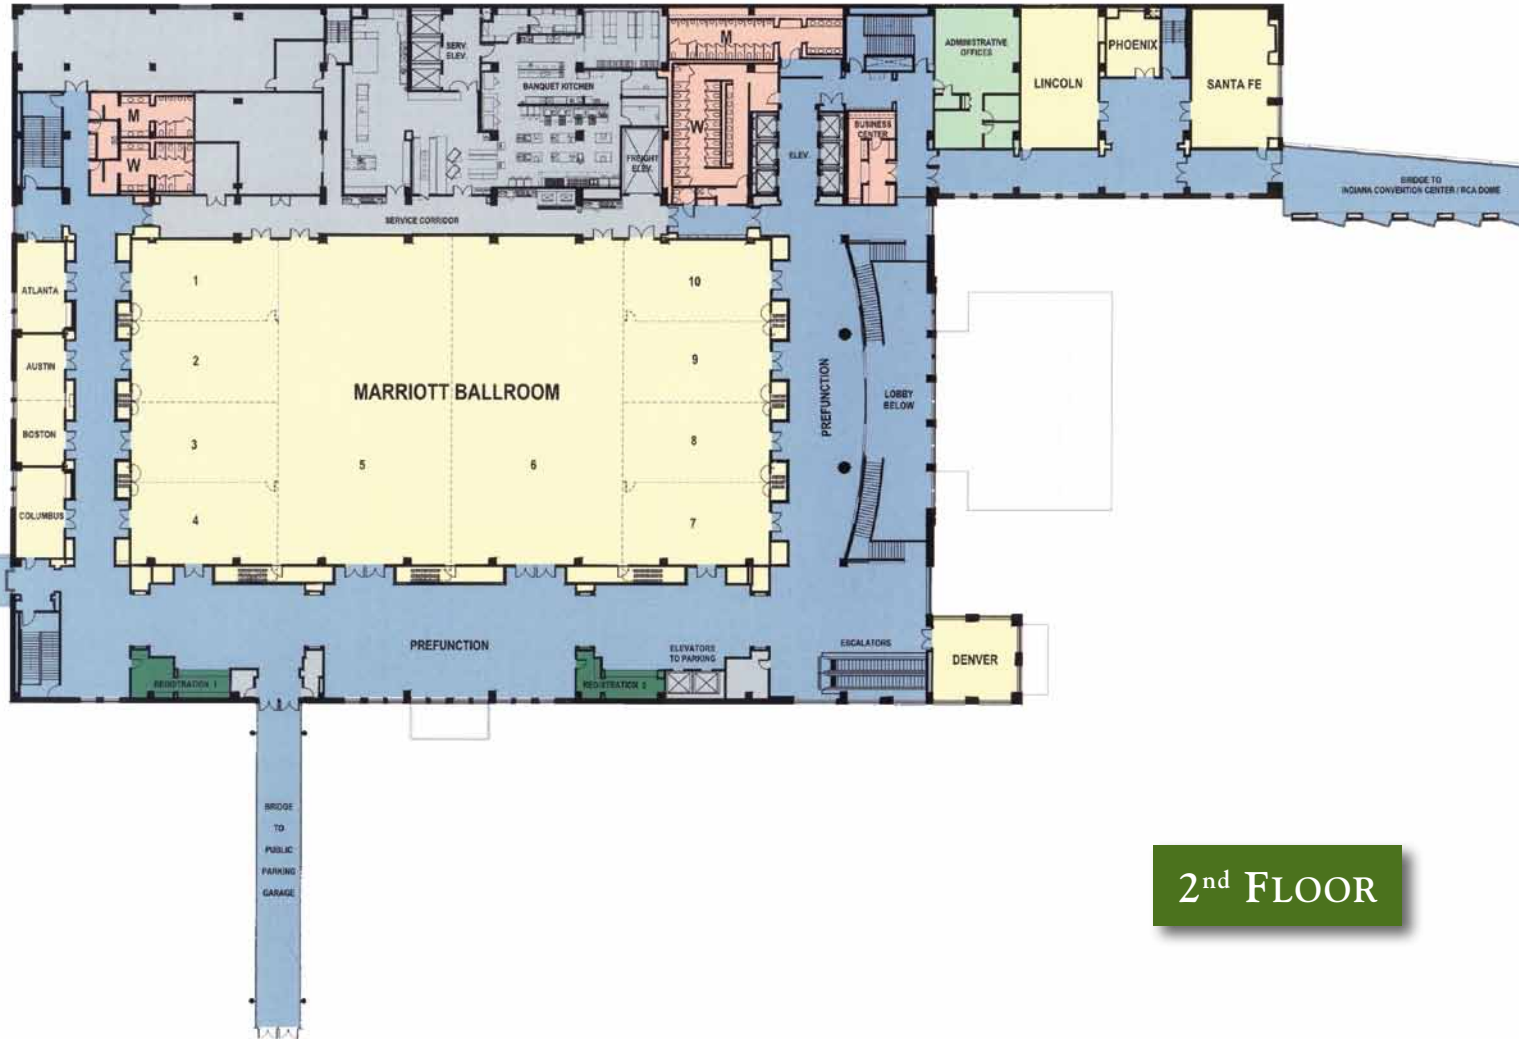 M
SERV.
ELEV.
BANQUET KITCHEN
ADMINISTRATIVE
OFFICES
LINCOLN
PHOENIX
SANTA FE
M
W
W
BUSINESS
CENTER
ELEV.
FREIGHT
ELEV.
SERVICE CORRIDOR
BRIDGE TO
INDIANA CONVENTION CENTER / RCA DOME
ATLANTA
AUSTIN
BOSTON
COLUMBUS
1
2
3
4
5
6
7
8
9
10
MARRIOTT BALLROOM
PREFUNCTION
LOBBY
BELOW
PREFUNCTION
REGISTRATION 1
REGISTRATION 2
ELEVATORS
TO PARKING
ESCALATORS
DENVER
BRIDGE
TO
PUBLIC
PARKING
GARAGE
2nd FLOOR